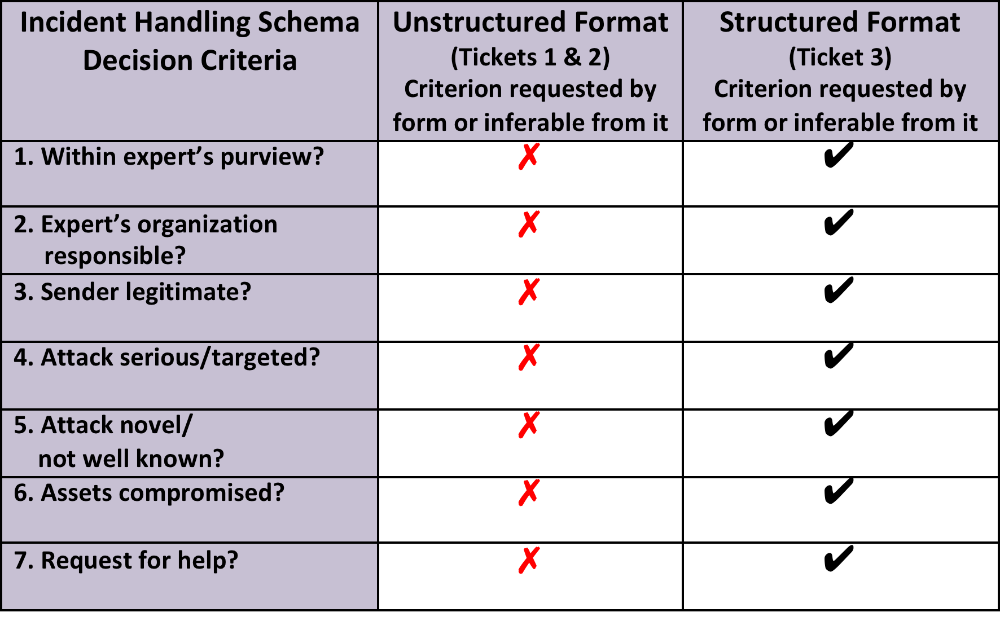 Incident Handling Schema
Decision Criteria
Unstructured Format
(Tickets 1 & 2)
Criterion requested by
form or inferable from it
Structured Format
(Ticket 3)
Criterion requested by
form or inferable from it
1. Within expert’s purview?
✗
✔
2. Expert’s organization
responsible?
✗
✔
3. Sender legitimate?
✗
✔
4. Attack serious/targeted?
✗
✔
5. Attack novel/
not well known?
✗
✔
6. Assets compromised?
✗
✔
7. Request for help?
✗
✔